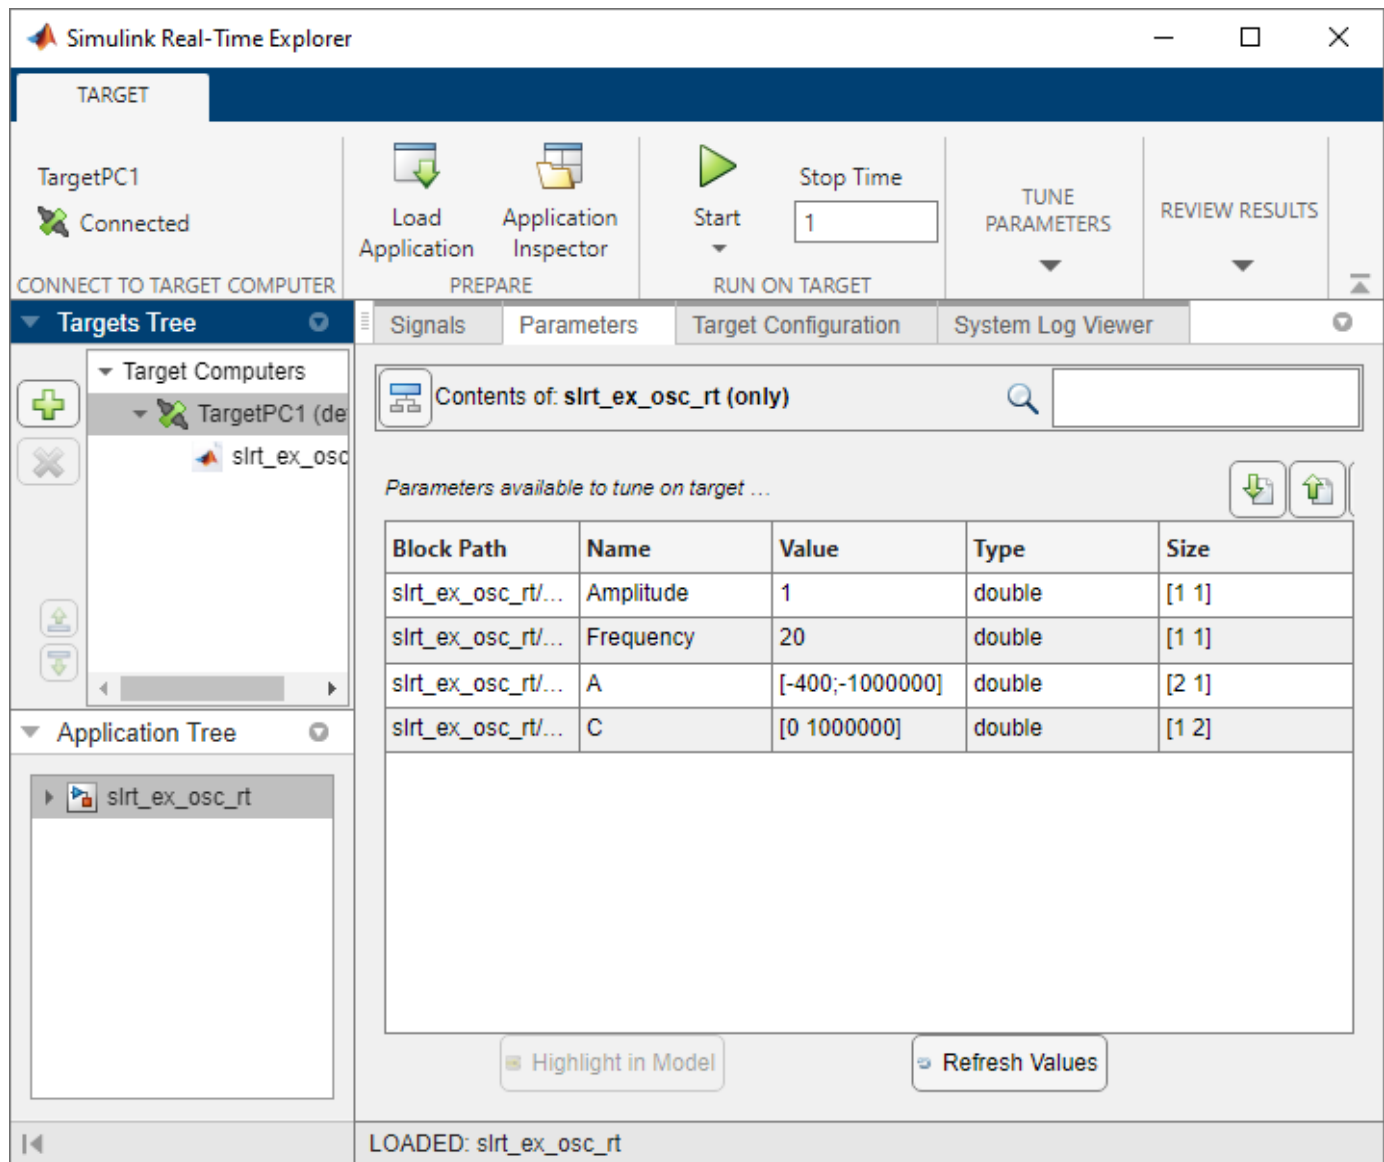 Simulink Real-Time Explorer
TARGET
TargetPC1
Connected
CONNECT TO TARGET COMPUTER
Load Application
Application Inspector
PREPARE
Start
Stop Time
1
RUN ON TARGET
TUNE PARAMETERS
REVIEW RESULTS
Targets Tree
Target Computers
TargetPC1 (de
slrt_ex_osc
Application Tree
slrt_ex_osc_rt
Signals Parameters Target Configuration System Log Viewer
Contents of: slrt_ex_osc_rt (only)
Parameters available to tune on target ...
Block Path Name Value Type Size
slrt_ex_osc_rt/... Amplitude 1 double [1 1]
slrt_ex_osc_rt/... Frequency 20 double [1 1]
slrt_ex_osc_rt/... A [-400;-1000000] double [2 1]
slrt_ex_osc_rt/... C [0 1000000] double [1 2]
Highlight in Model Refresh Values
LOADED: slrt_ex_osc_rt